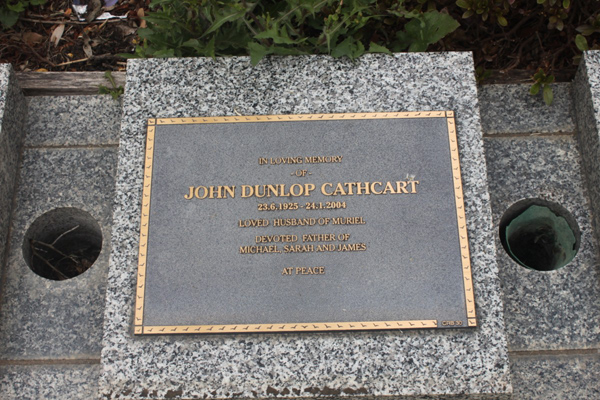 IN LOVING MEMORY
- OF -
JOHN DUNLOP CATHCART
23.6.1925 - 24.1.2004
LOVED HUSBAND OF MURIEL
DEVOTED FATHER OF
MICHAEL, SARAH AND JAMES
AT PEACE